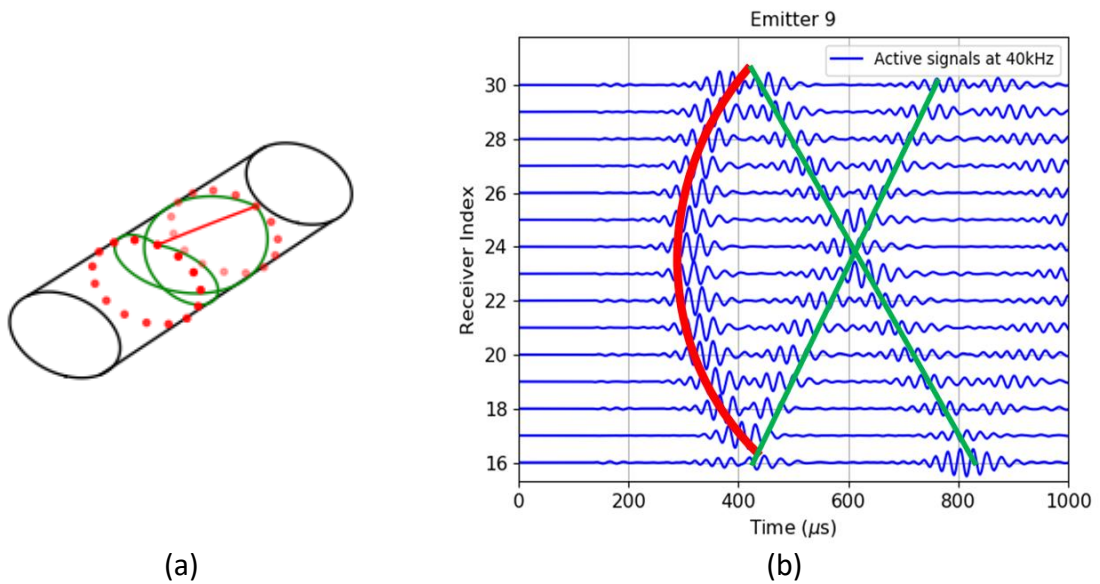 Emitter 9
Active signals at 40kHz
Receiver Index
30
28
26
24
22
20
18
16
0
200
400
600
800
1000
Time (μs)
(a)
(b)